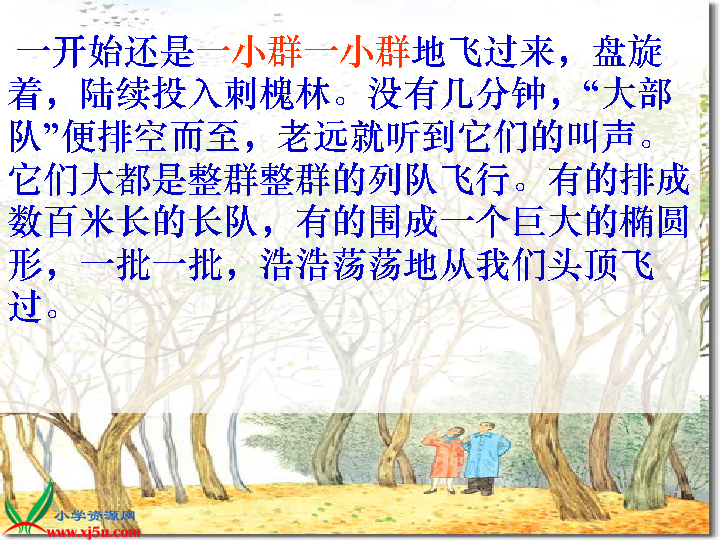 一开始还是一小群一小群地飞过来，盘旋
着，陆续投入刺槐林。没有几分钟，“大部
队”便排空而至，老远就听到它们的叫声。
它们大都是整群整群的列队飞行。有的排成
数百米长的长队，有的围成一个巨大的椭圆
形，一批一批，浩浩荡荡地从我们头顶飞
过。
小学资源网
www.xj5u.com